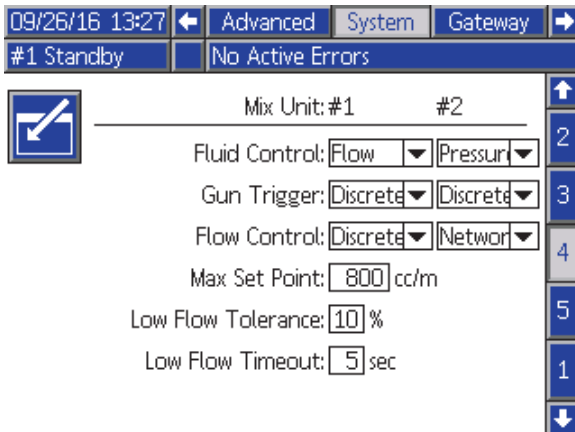 09/26/16 13:27 Advanced System Gateway
#1 Standby No Active Errors
Mix Unit: #1 #2
2
Fluid Control: Flow Pressur
Gun Trigger: Discrete Discrete
3
Flow Control: Discrete Networ
4
Max Set Point: 800 cc/m
Low Flow Tolerance: 10 %
5
Low Flow Timeout: 5 sec
1